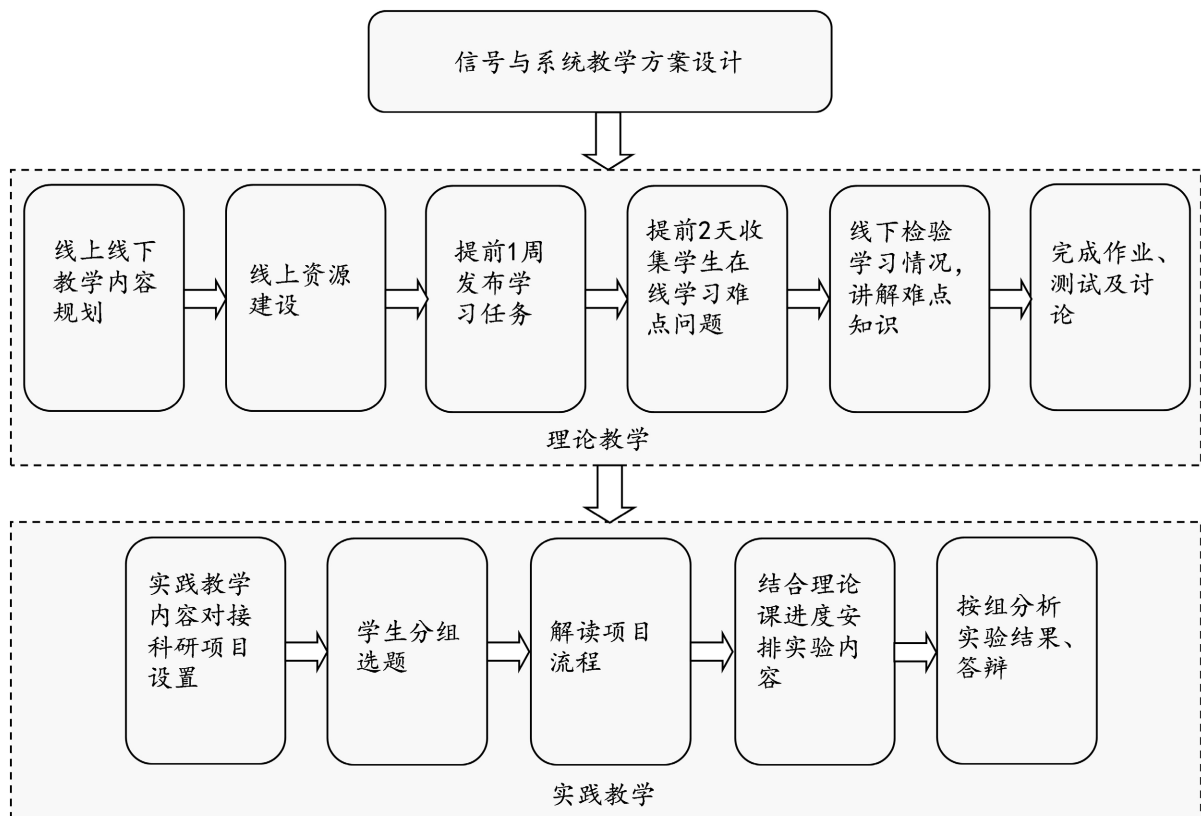 信号与系统教学方案设计
线上线下
教学内容
规划
线上资源
建设
提前1周
发布学
习任务
提前2天收
集学生在
线学习难
点问题
线下检验
学习情况,
讲解难点
知识
完成作业、
测试及讨
论
理论教学
实践教学
内容对接
科研项目
设置
学生分组
选题
解读项目
流程
结合理论
课进度安
排实验内
容
按组分析
实验结果、
答辩
实践教学